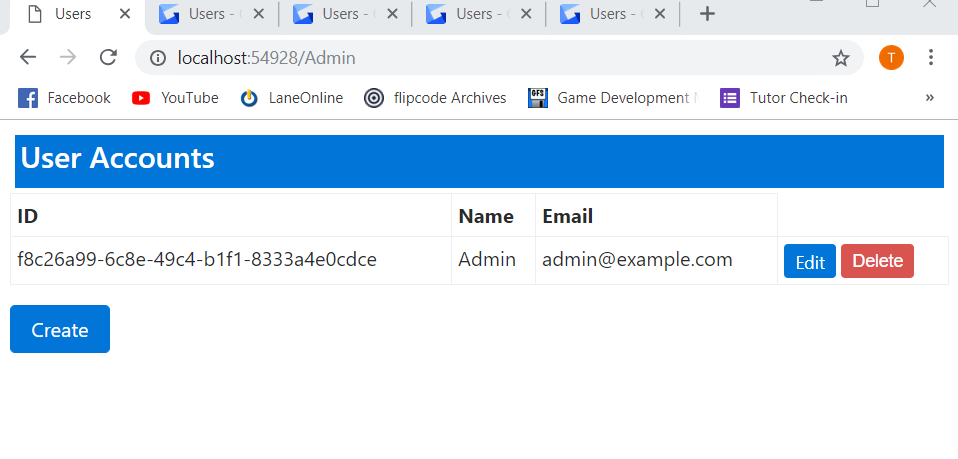 Users
Users -
Users -
Users -
Users -
localhost:54928/Admin
T
Facebook
YouTube
LaneOnline
flipcode Archives
GFS
Game Development
Tutor Check-in
»
User Accounts
ID Name Email
f8c26a99-6c8e-49c4-b1f1-8333a4e0cdce Admin admin@example.com Edit Delete
Create